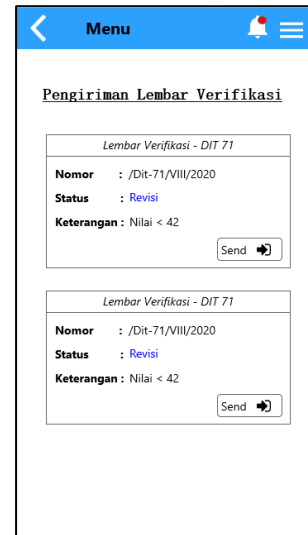 Menu
Pengiriman Lembar Verifikasi
Lembar Verifikasi - DIT 71
Nomor : /Dit-71/VIII/2020
Status : Revisi
Keterangan : Nilai < 42
Send
Lembar Verifikasi - DIT 71
Nomor : /Dit-71/VIII/2020
Status : Revisi
Keterangan : Nilai < 42
Send